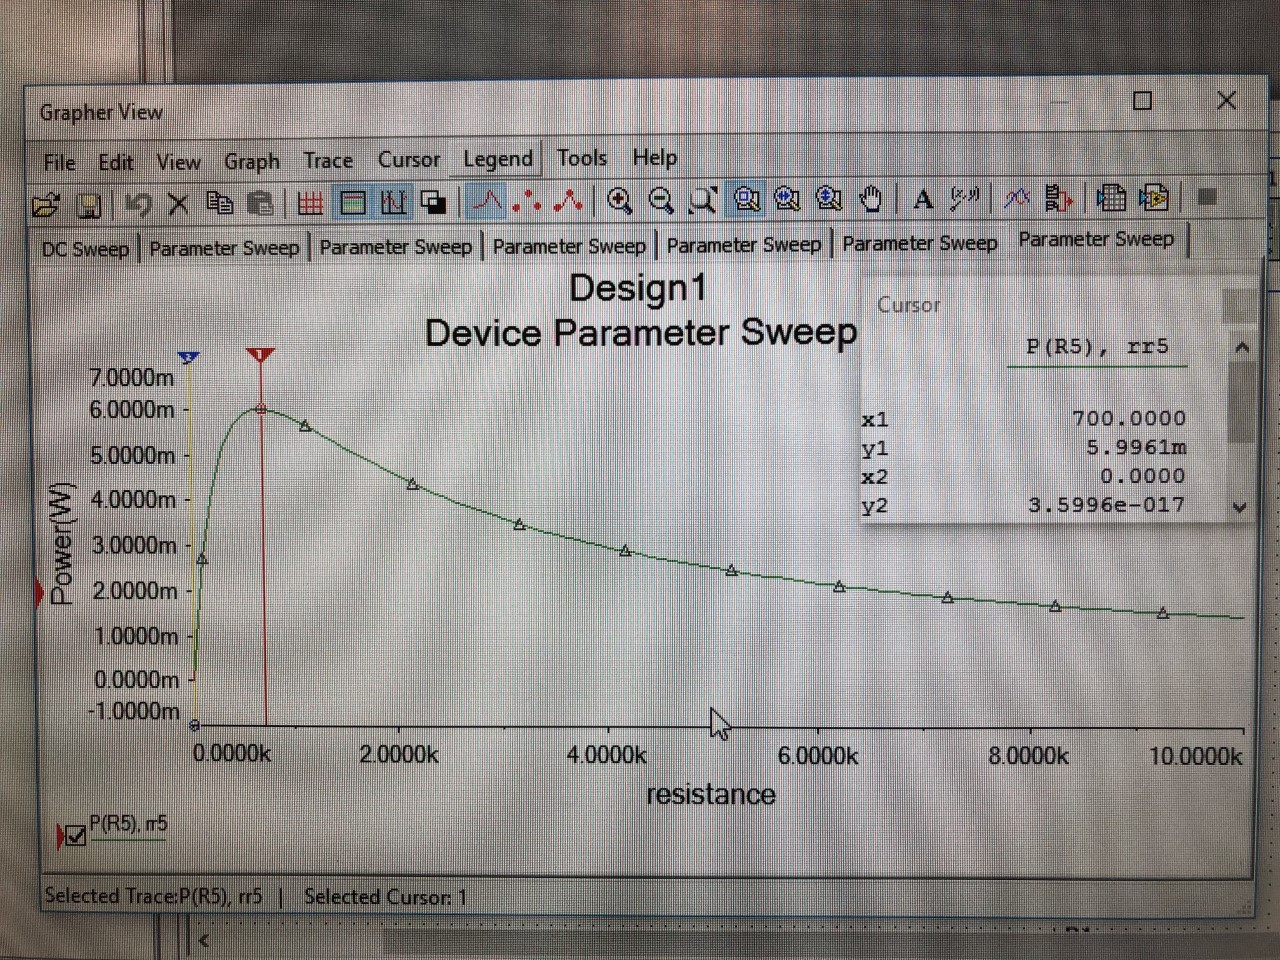 Grapher View
File Edit View Graph Trace Cursor Legend Tools Help
A (x,y)
DC Sweep Parameter Sweep Parameter Sweep Parameter Sweep Parameter Sweep Parameter Sweep Parameter Sweep
Design1
Device Parameter Sweep
Cursor
P(R5), rr5
x1 700.0000
y1 5.9961m
x2 0.0000
y2 3.5996e-017
2 1
7.0000m
6.0000m
5.0000m
4.0000m
3.0000m
2.0000m
1.0000m
0.0000m
-1.0000m
Power(W)
0.0000k 2.0000k 4.0000k 6.0000k 8.0000k 10.0000k
resistance
P(R5), rr5
Selected Trace:P(R5), rr5 | Selected Cursor: 1